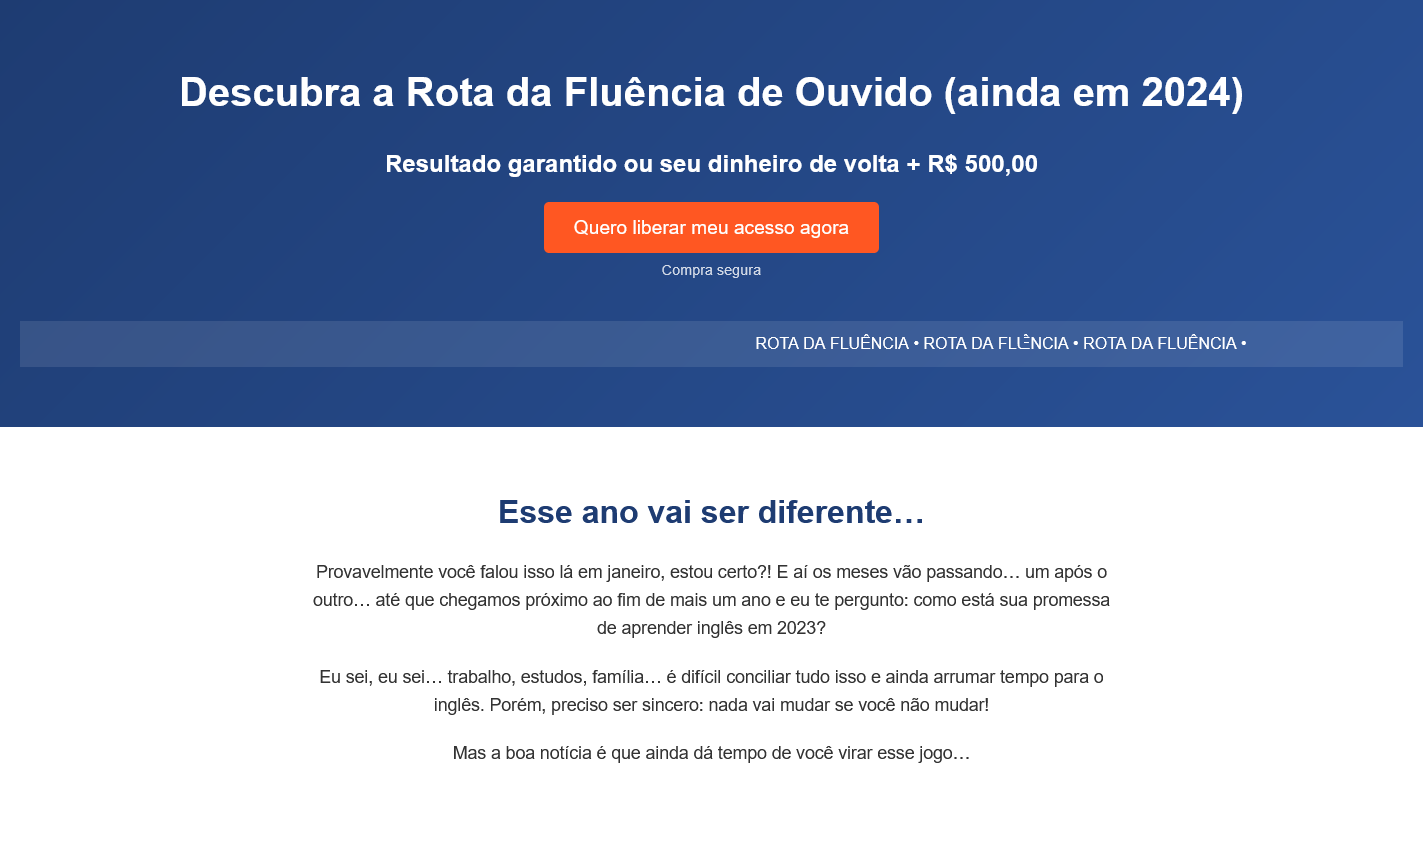 Descubra a Rota da Fluência de Ouvido (ainda em 2024)
Resultado garantido ou seu dinheiro de volta + R$ 500,00
Quero liberar meu acesso agora
Compra segura
ROTA DA FLUÊNCIA • ROTA DA FLUÊNCIA • ROTA DA FLUÊNCIA •
Esse ano vai ser diferente…
Provavelmente você falou isso lá em janeiro, estou certo?! E aí os meses vão passando… um após o
outro… até que chegamos próximo ao fim de mais um ano e eu te pergunto: como está sua promessa
de aprender inglês em 2023?
Eu sei, eu sei… trabalho, estudos, família… é difícil conciliar tudo isso e ainda arrumar tempo para o
inglês. Porém, preciso ser sincero: nada vai mudar se você não mudar!
Mas a boa notícia é que ainda dá tempo de você virar esse jogo…